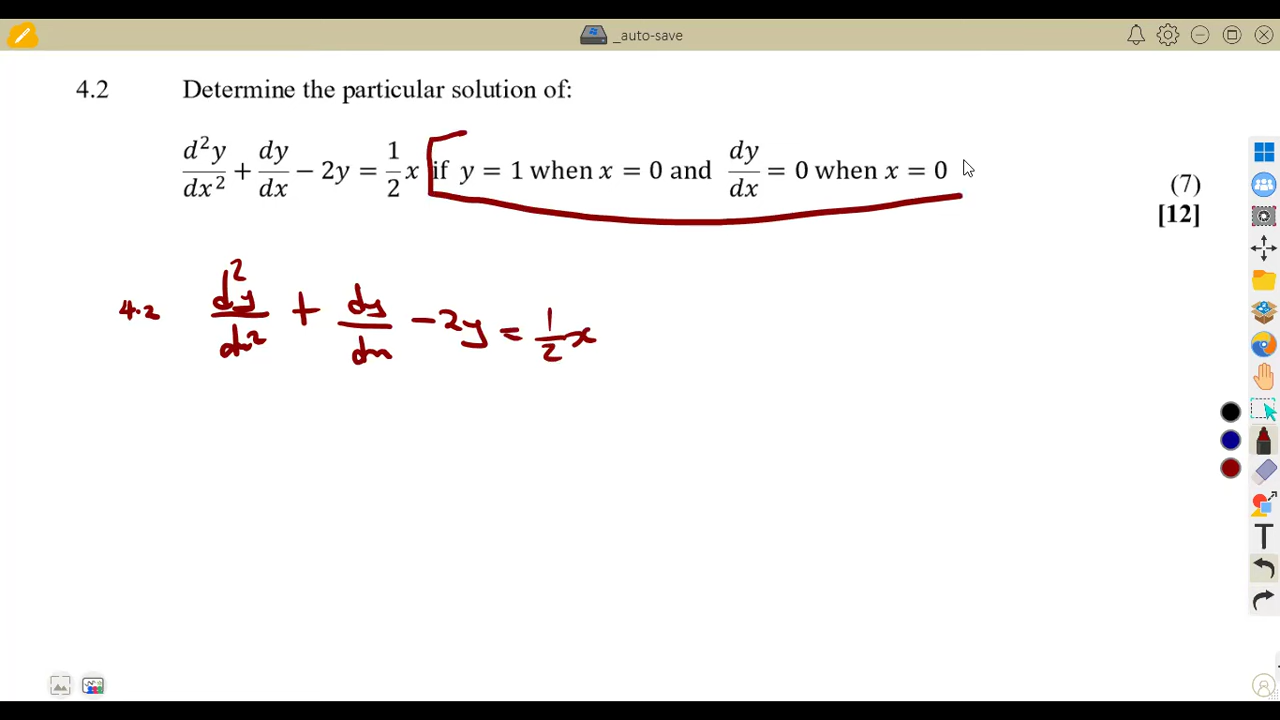 _auto-save
4.2 Determine the particular solution of:
d²y/dx² + dy/dx − 2y = 1/2 x if y = 1 when x = 0 and dy/dx = 0 when x = 0
(7)
[12]
4.2 d²y/dx² + dy/dx − 2y = 1/2 x
T